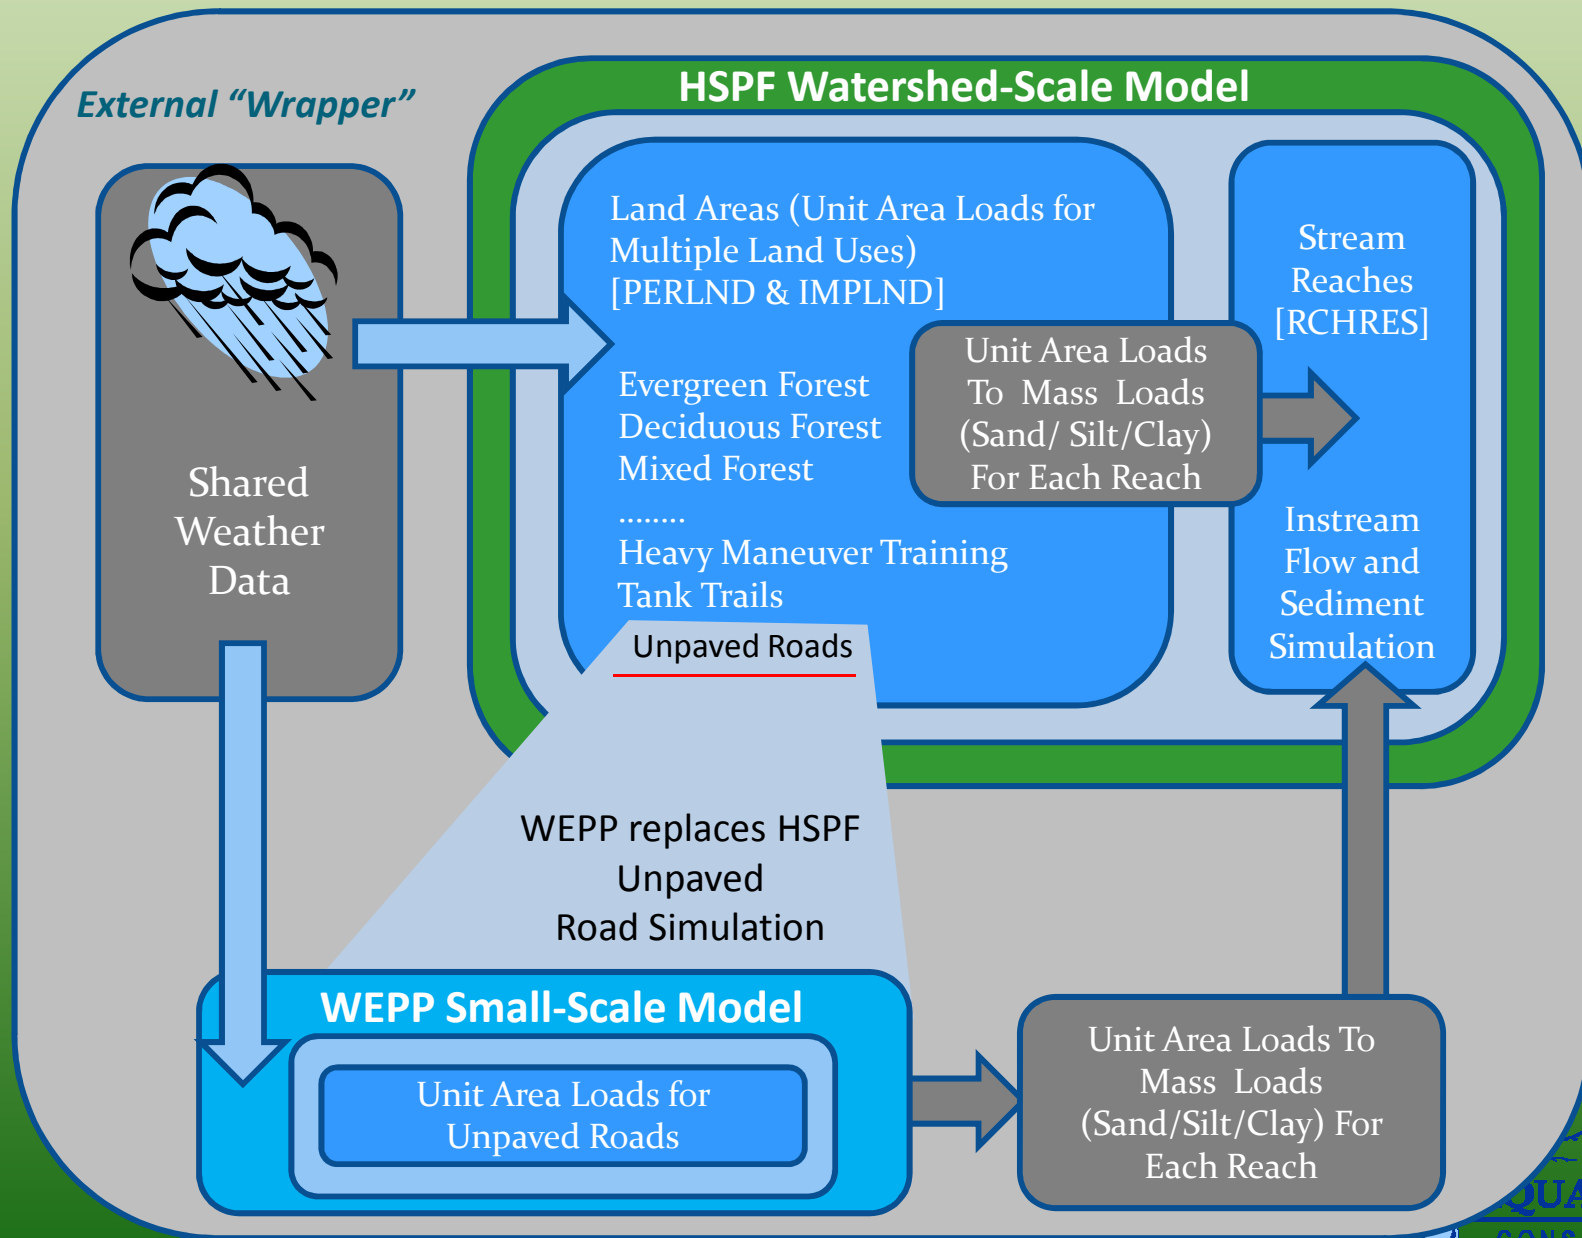 External “Wrapper”
HSPF Watershed-Scale Model
Shared
Weather
Data
Land Areas (Unit Area Loads for
Multiple Land Uses)
[PERLND & IMPLND]
Evergreen Forest
Deciduous Forest
Mixed Forest
........
Heavy Maneuver Training
Tank Trails
Unpaved Roads
Unit Area Loads
To Mass Loads
(Sand/ Silt/Clay)
For Each Reach
Stream
Reaches
[RCHRES]
Instream
Flow and
Sediment
Simulation
WEPP replaces HSPF
Unpaved
Road Simulation
WEPP Small-Scale Model
Unit Area Loads for
Unpaved Roads
Unit Area Loads To
Mass Loads
(Sand/Silt/Clay) For
Each Reach